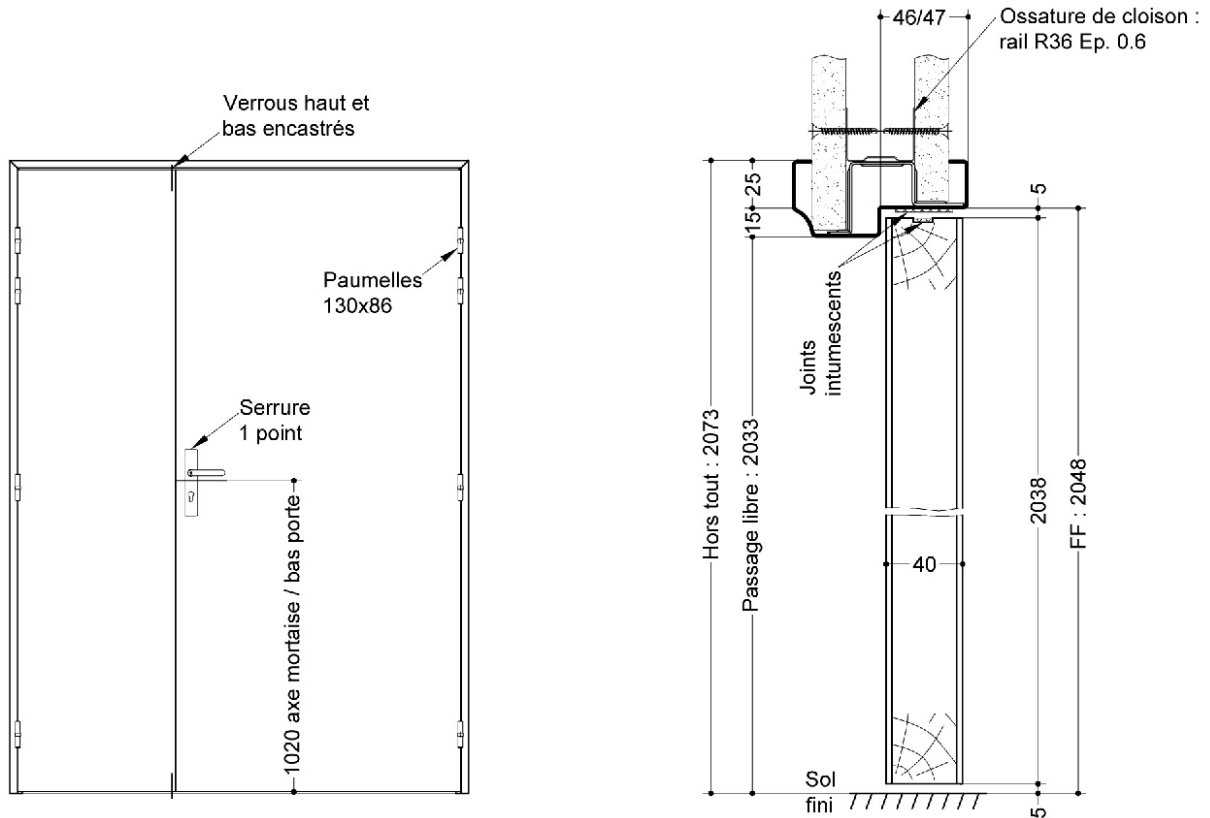 Verrous haut et
bas encastrés
Paumelles
130x86
Serrure
1 point
1020 axe mortaise / bas porte
46/47
Ossature de cloison :
rail R36 Ep. 0.6
25
15
5
Joints
intumescents
Hors tout : 2073
Passage libre : 2033
40
2038
FF : 2048
Sol
fini
5